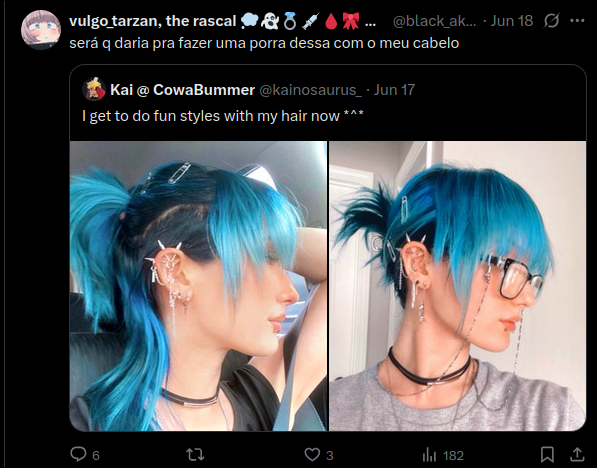 vulgo_tarzan, the rascal 💭👻💍💉🩸🎀 ... @black_ak... · Jun 18
será q daria pra fazer uma porra dessa com o meu cabelo
Kai @ CowaBummer @kainosaurus_ · Jun 17
I get to do fun styles with my hair now *^^
6 3 182